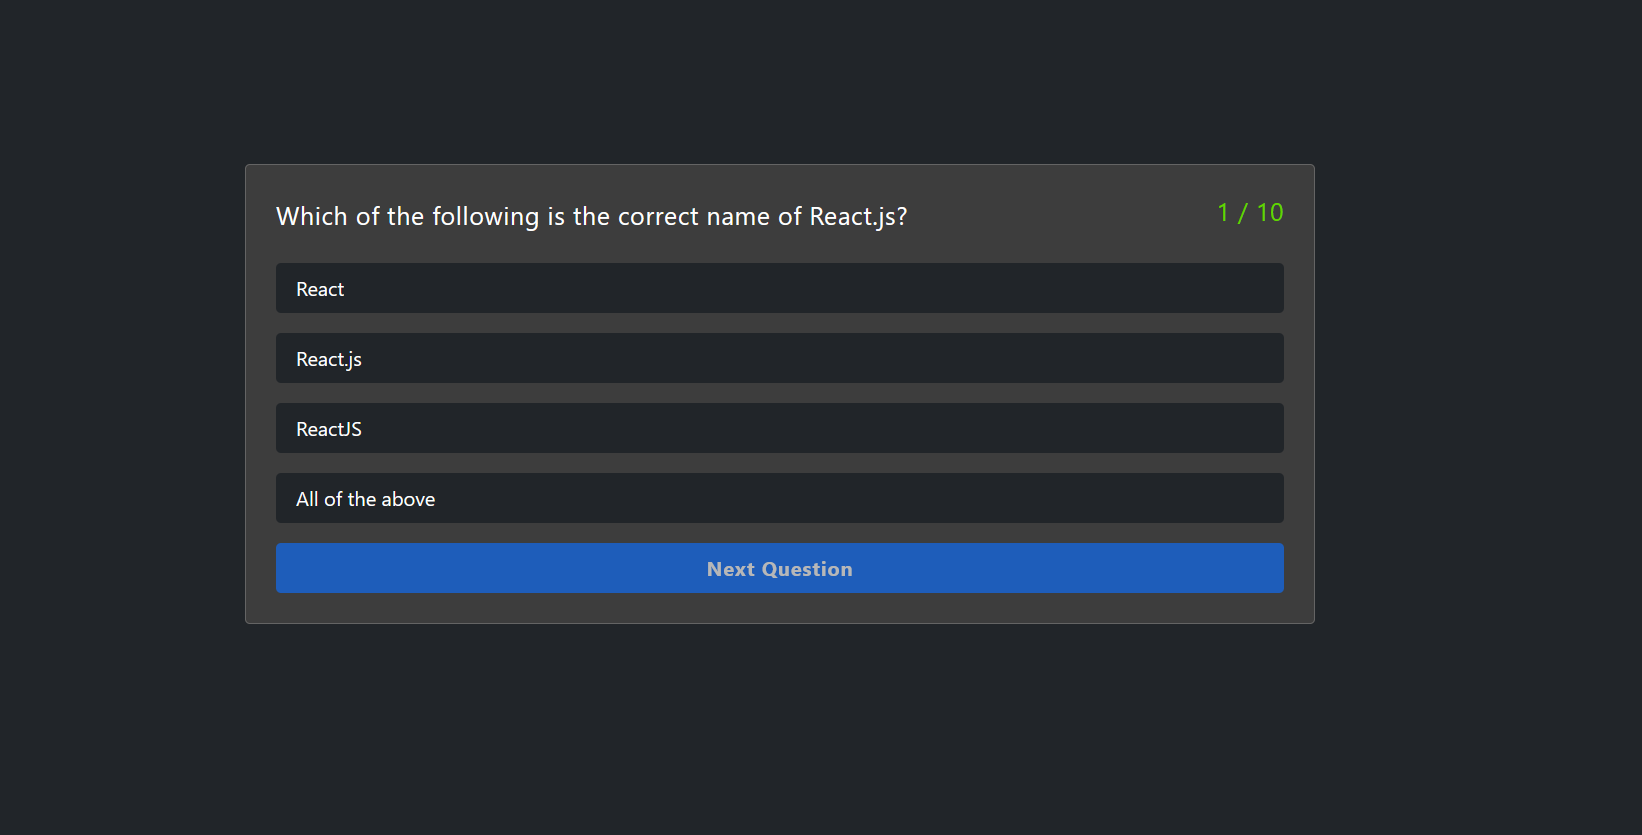 Which of the following is the correct name of React.js?
1 / 10
React
React.js
ReactJS
All of the above
Next Question